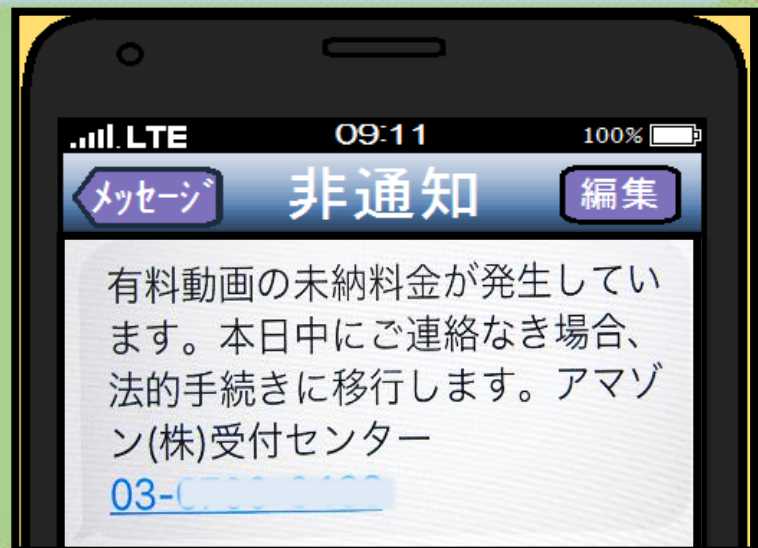 LTE 09:11 100%
メッセージ 非通知 編集
有料動画の未納料金が発生してい
ます。本日中にご連絡なき場合、
法的手続きに移行します。アマゾ
ン(株)受付センター
03-